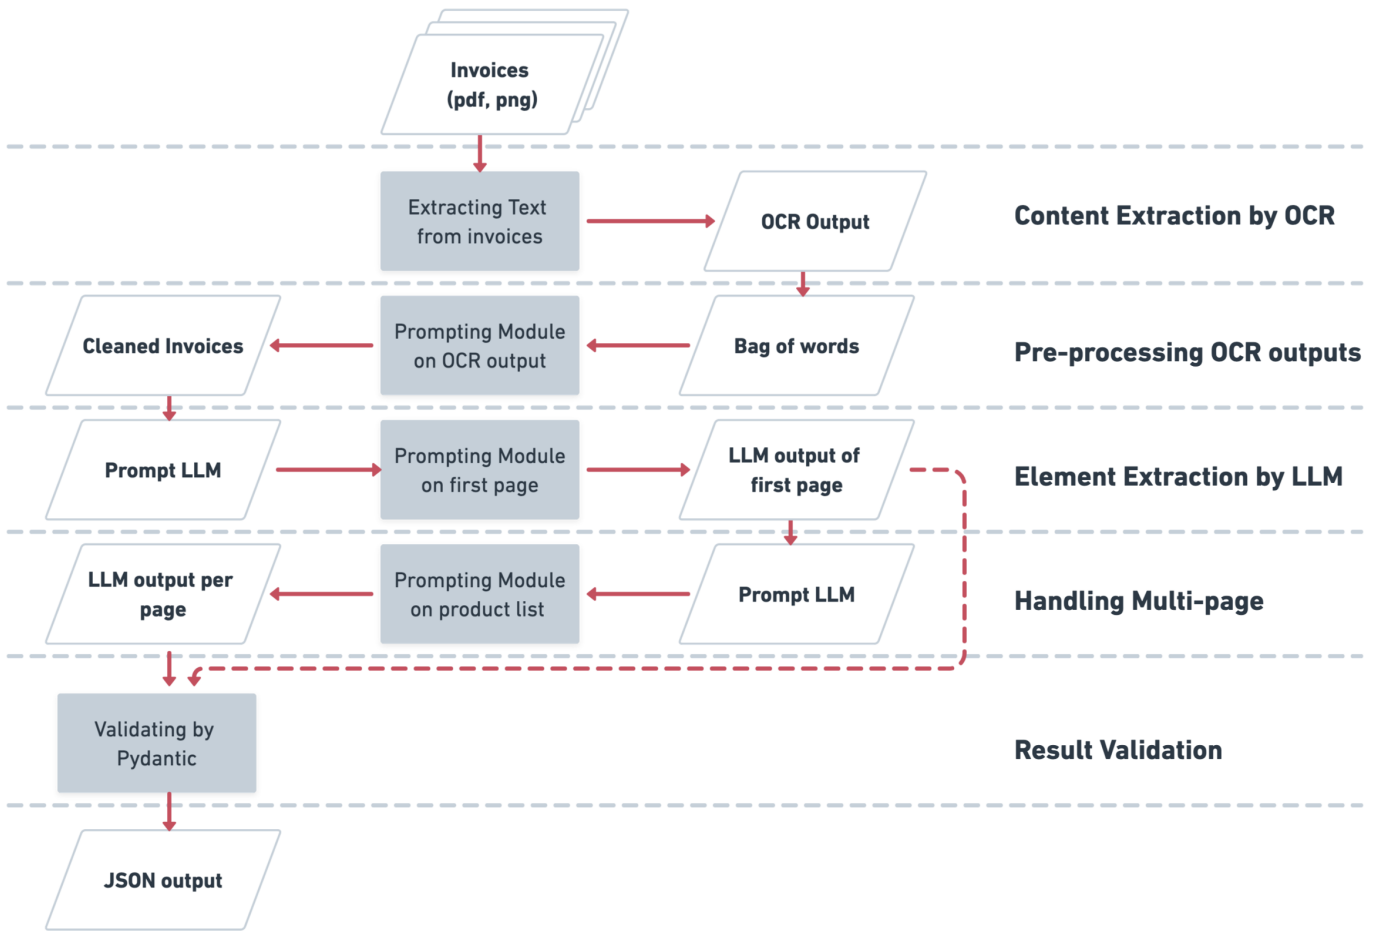 Invoices
(pdf, png)
Extracting Text
from invoices
OCR Output
Content Extraction by OCR
Cleaned Invoices
Prompting Module
on OCR output
Bag of words
Pre-processing OCR outputs
Prompt LLM
Prompting Module
on first page
LLM output of
first page
Element Extraction by LLM
LLM output per
page
Prompting Module
on product list
Prompt LLM
Handling Multi-page
Validating by
Pydantic
Result Validation
JSON output